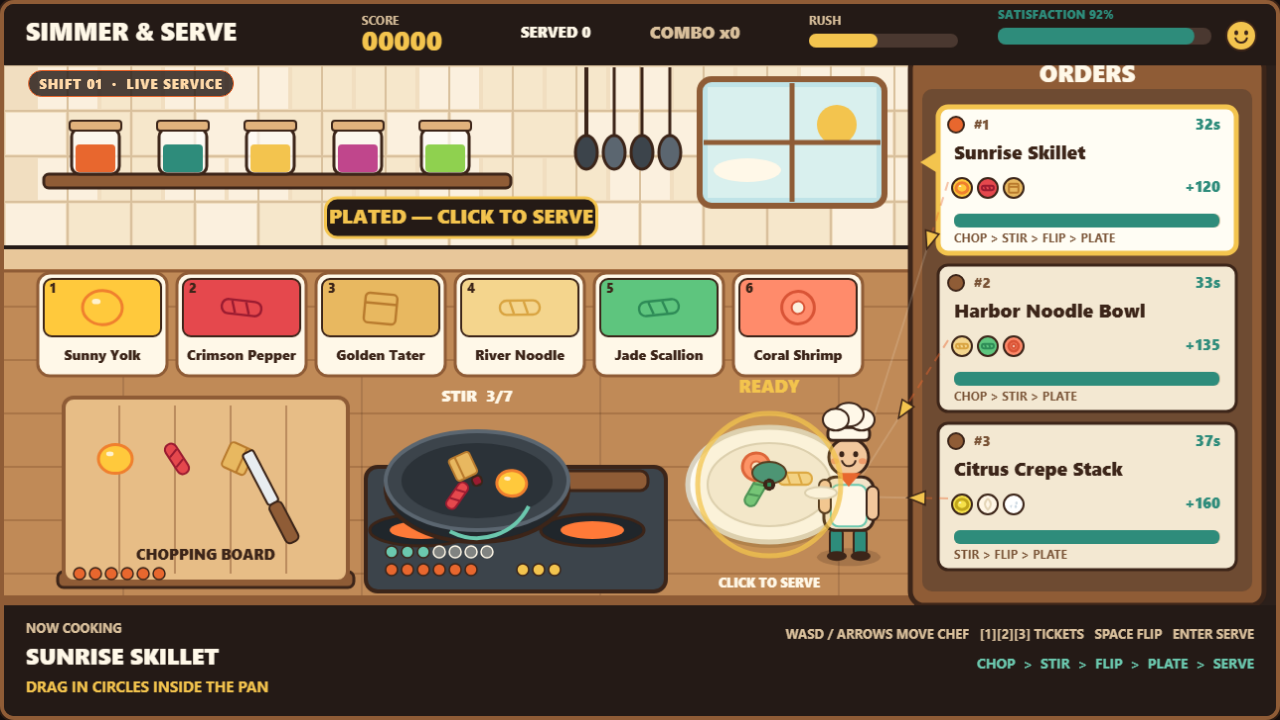 SIMMER & SERVE
SCORE
00000
SERVED 0
COMBO x0
RUSH
SATISFACTION 92%
SHIFT 01 · LIVE SERVICE
PLATED — CLICK TO SERVE
1
Sunny Yolk
2
Crimson Pepper
3
Golden Tater
4
River Noodle
5
Jade Scallion
6
Coral Shrimp
STIR 3/7
READY
CHOPPING BOARD
CLICK TO SERVE
ORDERS
#1
32s
Sunrise Skillet
+120
CHOP > STIR > FLIP > PLATE
#2
33s
Harbor Noodle Bowl
+135
CHOP > STIR > PLATE
#3
37s
Citrus Crepe Stack
+160
STIR > FLIP > PLATE
NOW COOKING
SUNRISE SKILLET
DRAG IN CIRCLES INSIDE THE PAN
WASD / ARROWS MOVE CHEF [1][2][3] TICKETS SPACE FLIP ENTER SERVE
CHOP > STIR > FLIP > PLATE > SERVE